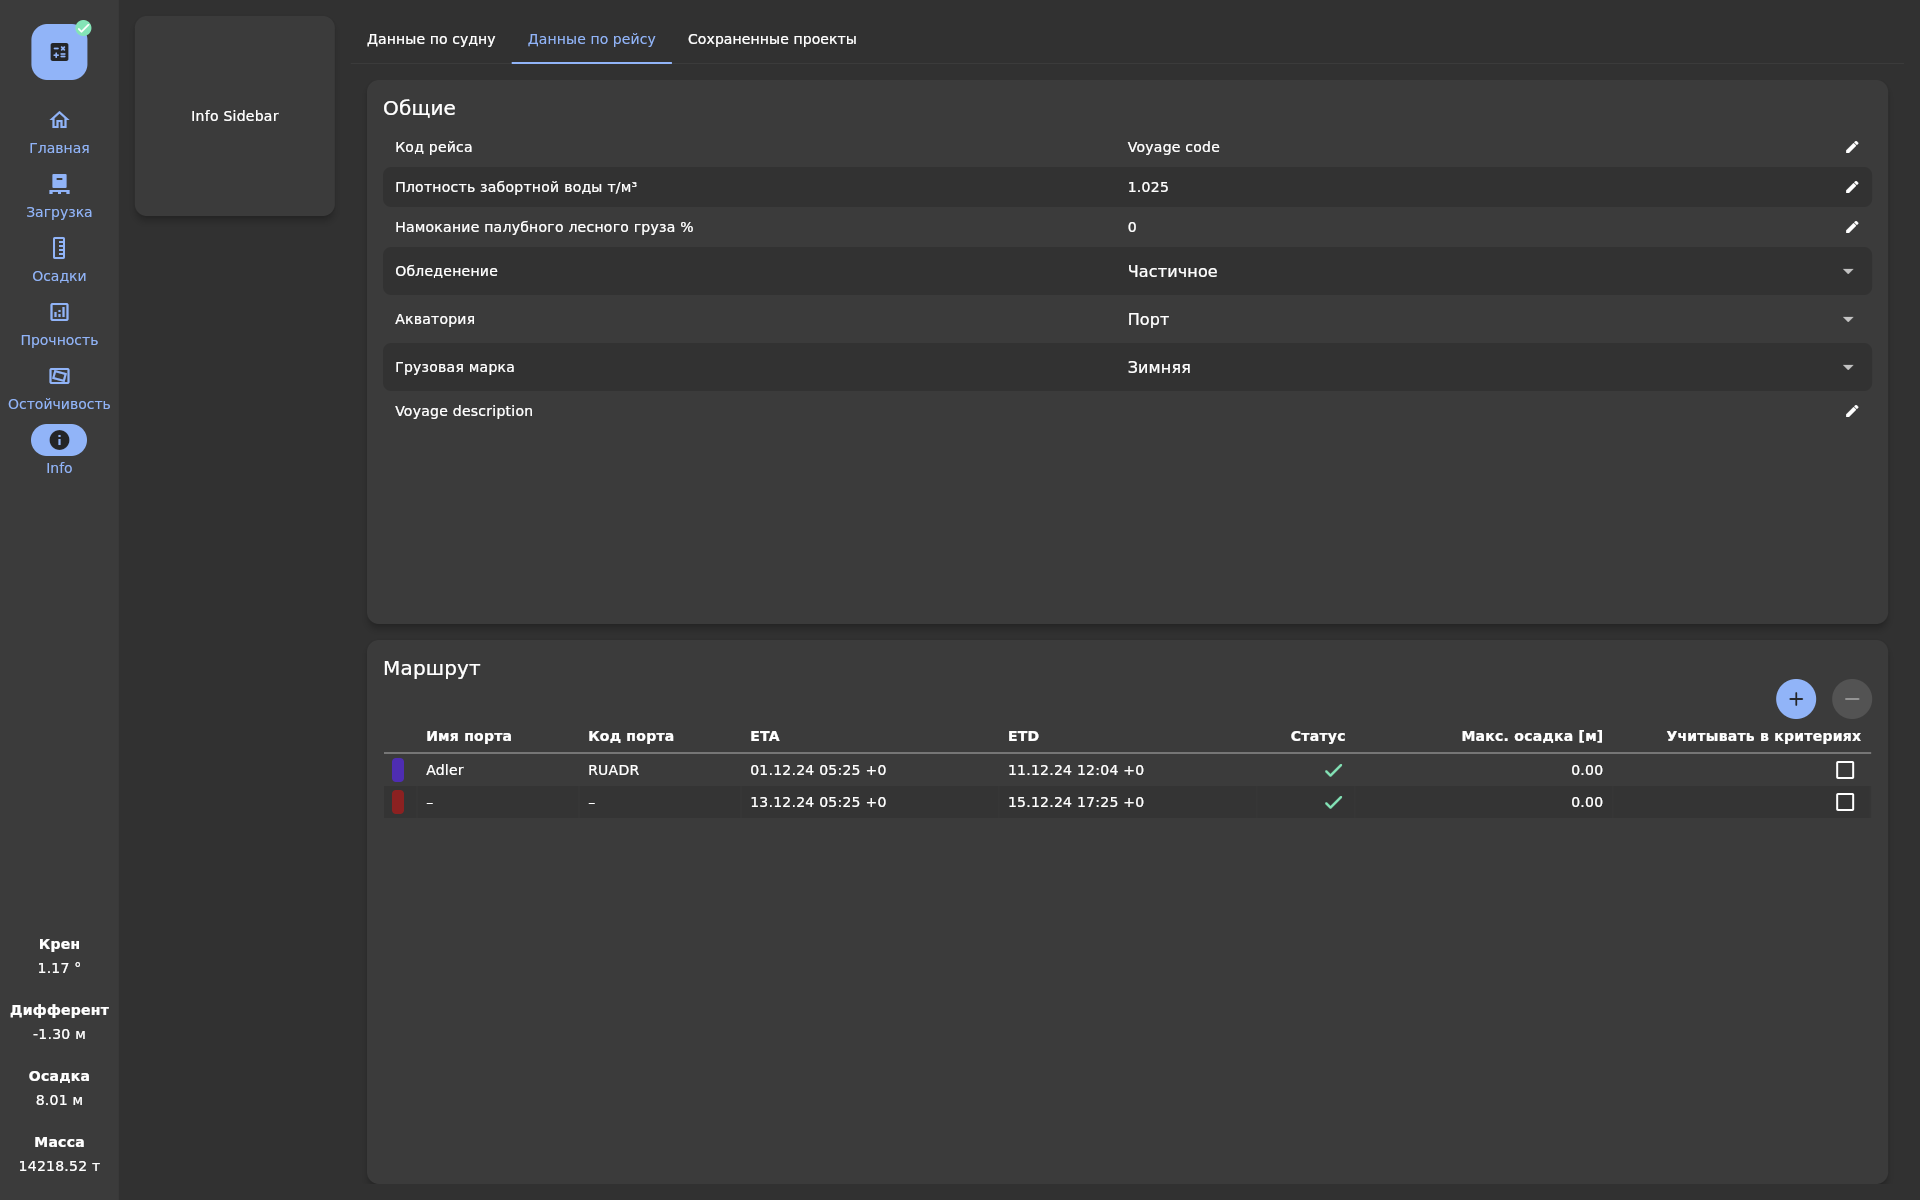 Главная
Загрузка
Осадки
Прочность
Остойчивость
Info
Крен
1.17 °
Дифферент
-1.30 м
Осадка
8.01 м
Масса
14218.52 т
Info Sidebar
Данные по судну Данные по рейсу Сохраненные проекты
Общие
Код рейса Voyage code
Плотность забортной воды т/м³ 1.025
Намокание палубного лесного груза % 0
Обледенение Частичное
Акватория Порт
Грузовая марка Зимняя
Voyage description
Маршрут
Имя порта Код порта ETA ETD Статус Макс. осадка [м] Учитывать в критериях
Adler RUADR 01.12.24 05:25 +0 11.12.24 12:04 +0 0.00
– – 13.12.24 05:25 +0 15.12.24 17:25 +0 0.00